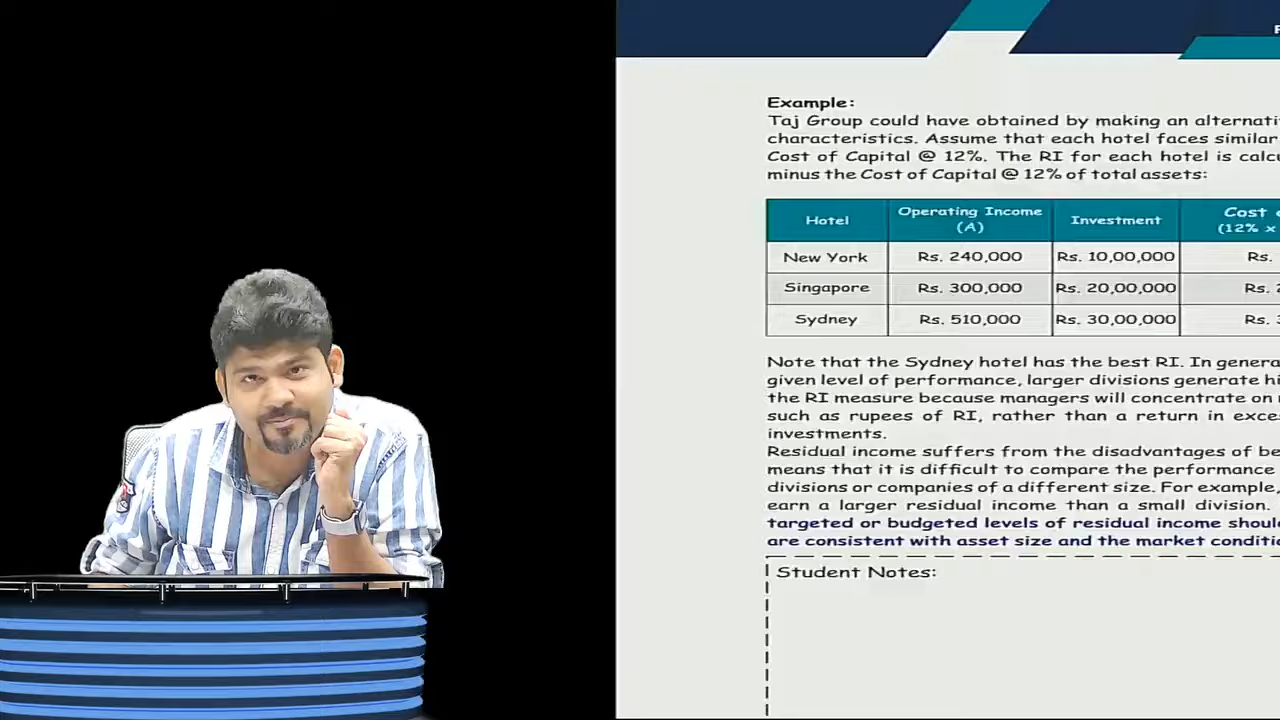 Example:
Taj Group could have obtained by making an
characteristics. Assume that each hotel faces similar
Cost of Capital @ 12%. The RI for each hotel is
minus the Cost of Capital @ 12% of total assets:
Hotel Operating Income (A) Investment Cost (12% x
New York Rs. 240,000 Rs. 10,00,000 Rs.
Singapore Rs. 300,000 Rs. 20,00,000 Rs.
Sydney Rs. 510,000 Rs. 30,00,000 Rs.
Note that the Sydney hotel has the best RI. In
given level of performance, larger divisions generate
the RI measure because managers will concentrate on
such as rupees of RI, rather than a return in
investments.
Residual income suffers from the disadvantages of
means that it is difficult to compare the performance
divisions or companies of a different size. For example,
earn a larger residual income than a small division.
targeted or budgeted levels of residual income
are consistent with asset size and the market
Student Notes: